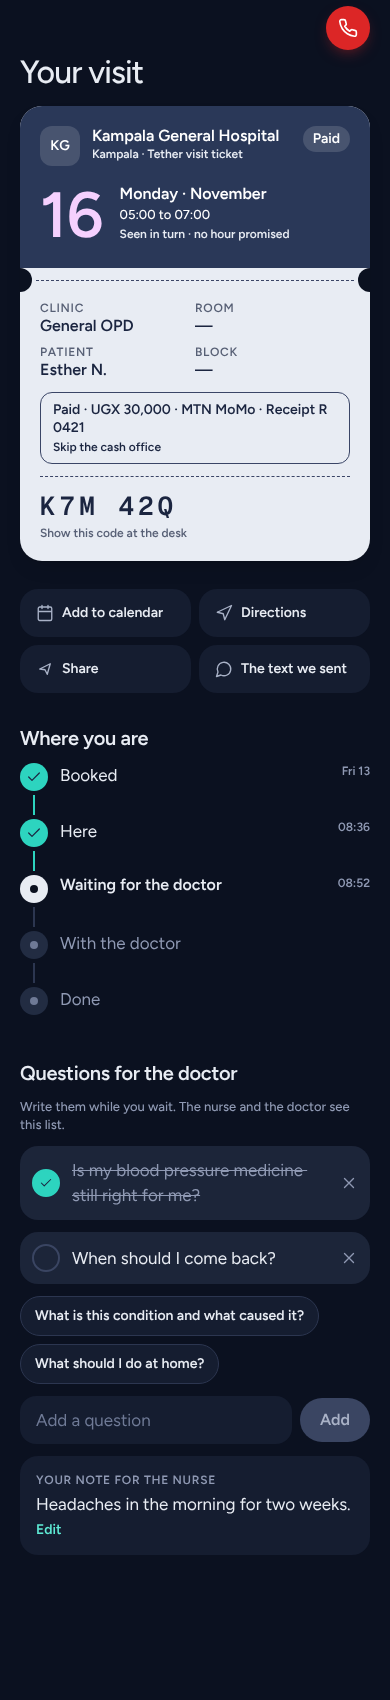 Your visit
KG
Kampala General Hospital
Kampala · Tether visit ticket
Paid
16
Monday · November
05:00 to 07:00
Seen in turn · no hour promised
CLINIC
General OPD
ROOM
—
PATIENT
Esther N.
BLOCK
—
Paid · UGX 30,000 · MTN MoMo · Receipt R
0421
Skip the cash office
K7M 42Q
Show this code at the desk
Add to calendar
Directions
Share
The text we sent
Where you are
Booked
Fri 13
Here
08:36
Waiting for the doctor
08:52
With the doctor
Done
Questions for the doctor
Write them while you wait. The nurse and the doctor see
this list.
Is my blood pressure medicine
still right for me?
When should I come back?
What is this condition and what caused it?
What should I do at home?
Add a question
Add
YOUR NOTE FOR THE NURSE
Headaches in the morning for two weeks.
Edit